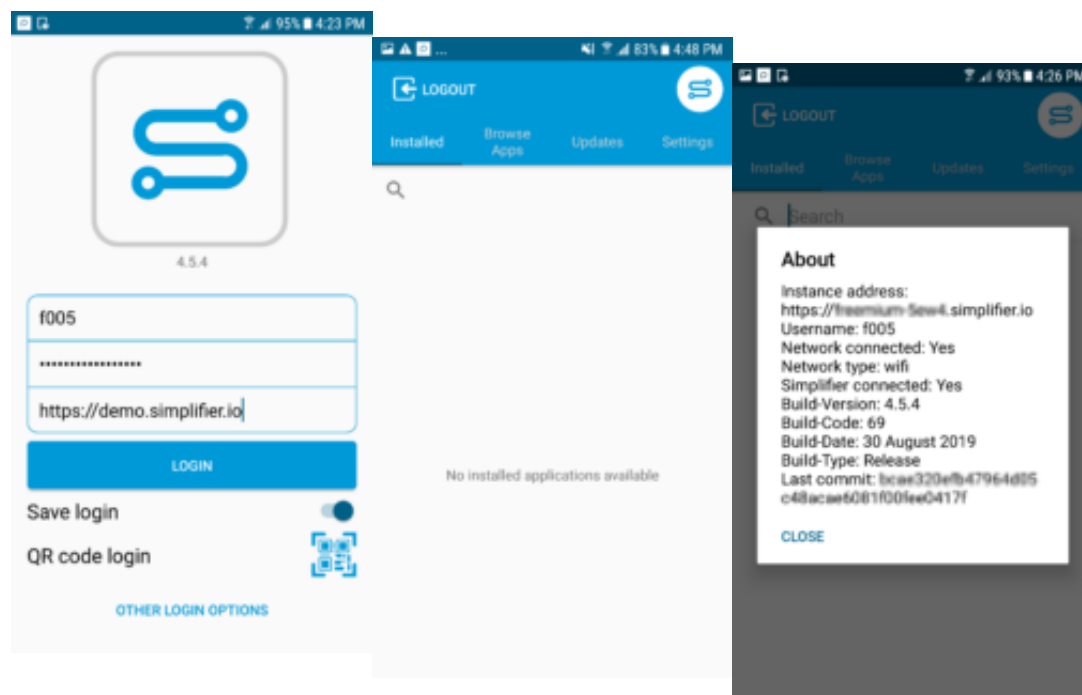 95% 4:23 PM
4.5.4
f005
•••••••••••••••••
https://demo.simplifier.io
LOGIN
Save login
QR code login
OTHER LOGIN OPTIONS
... 83% 4:48 PM
LOGOUT
Installed Browse Apps Updates Settings
No installed applications available
93% 4:26 PM
LOGOUT
Installed Browse Apps Updates Settings
Search
About
Instance address:
https:// .simplifier.io
Username: f005
Network connected: Yes
Network type: wifi
Simplifier connected: Yes
Build-Version: 4.5.4
Build-Code: 69
Build-Date: 30 August 2019
Build-Type: Release
Last commit:
CLOSE